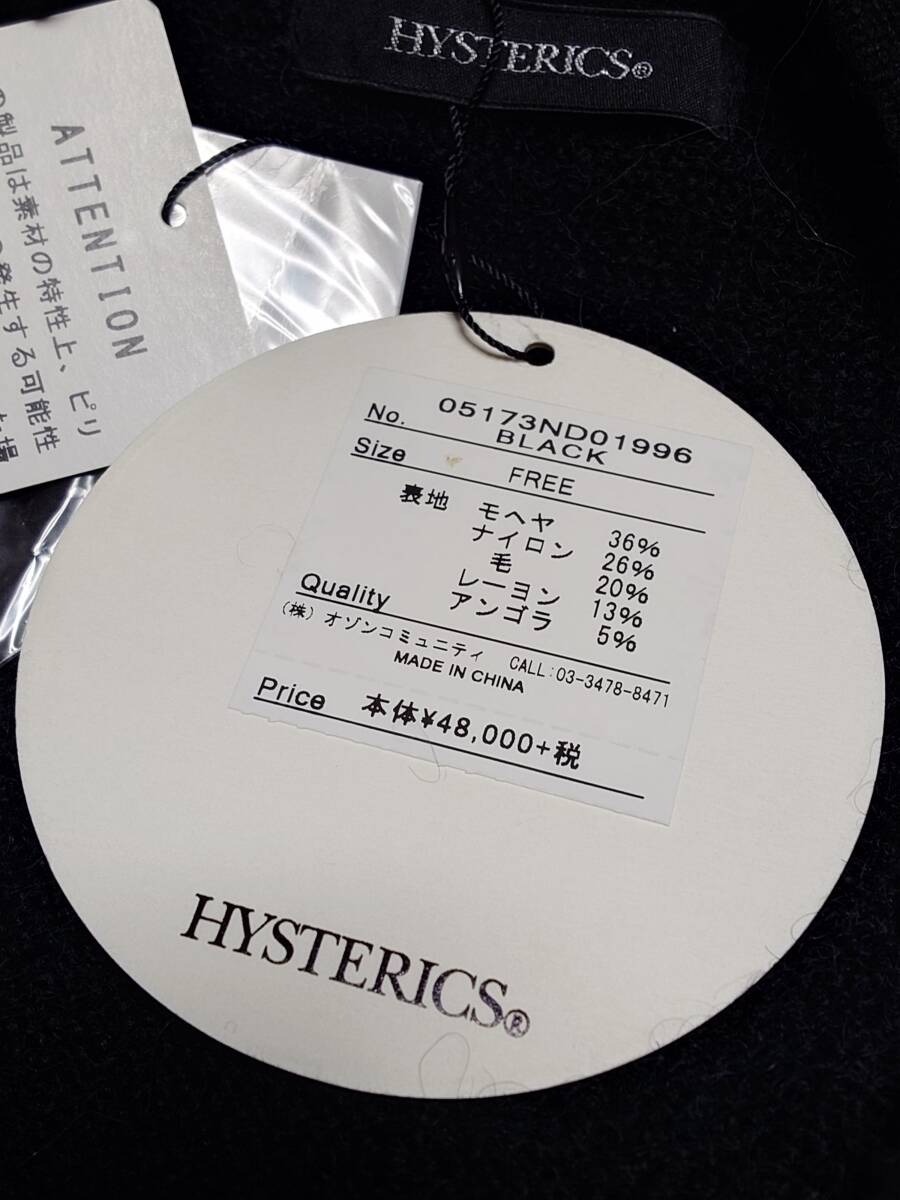 HYSTERICS®
ATTENTION
製品は素材の特性上、ピリ
発生する可能性
No. 05173ND01996
BLACK
Size FREE
表地 モヘヤ 36%
ナイロン 26%
毛 20%
レーヨン 13%
Quality アンゴラ 5%
(株)オゾンコミュニティ CALL:03-3478-8471
MADE IN CHINA
Price 本体¥48,000+税
HYSTERICS®